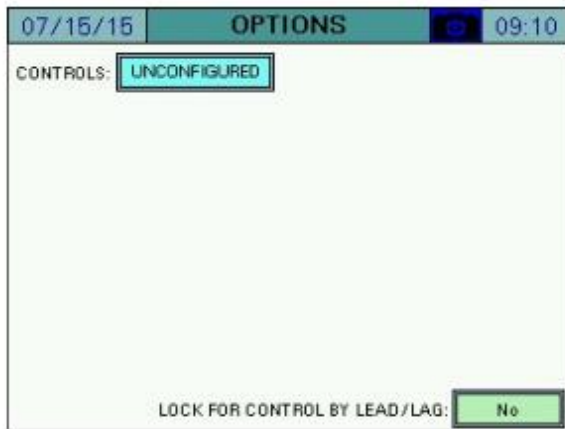 07/15/15 OPTIONS 09:10
CONTROLS: UNCONFIGURED
LOCK FOR CONTROL BY LEAD/LAG: No